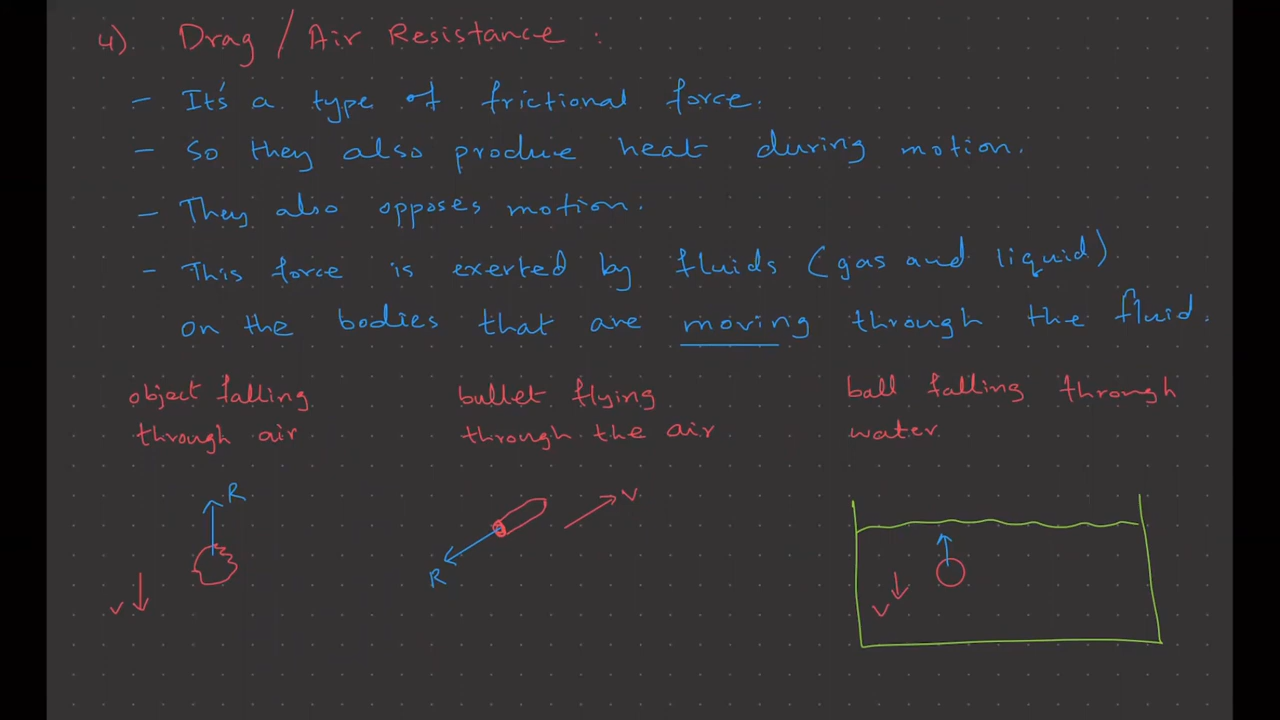 4) Drag / Air Resistance :
- It's a type of frictional force.
- So they also produce heat during motion.
- They also opposes motion.
- This force is exerted by fluids (gas and liquid)
on the bodies that are moving through the fluid.
object falling
through air
bullet flying
through the air
ball falling through
water.
R
v
v
R
v